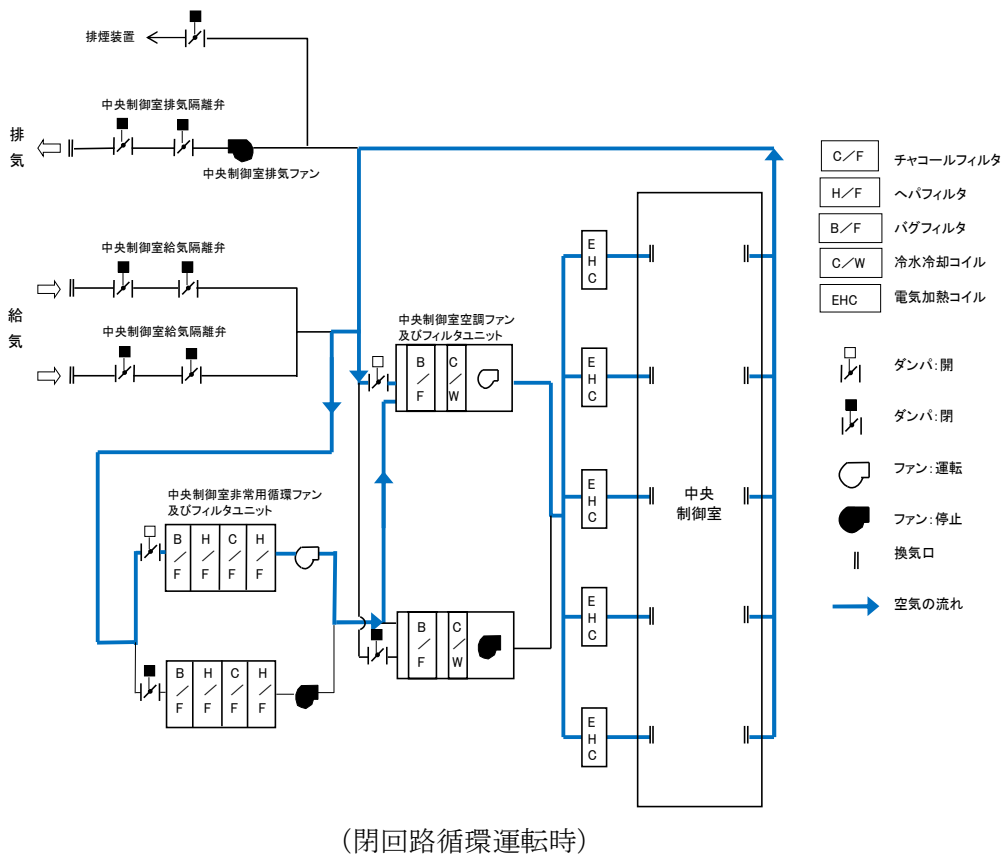 排煙装置
中央制御室排気隔離弁
排
気
中央制御室排気ファン
中央制御室給気隔離弁
給
気
中央制御室給気隔離弁
中央制御室空調ファン
及びフィルタユニット
B/F
C/W
中央制御室非常用循環ファン
及びフィルタユニット
B/F
H/F
C/F
H/F
B/F
H/F
C/F
H/F
B/F
C/W
EHC
EHC
EHC
EHC
EHC
中央
制御室
C/F チャコールフィルタ
H/F ヘパフィルタ
B/F バグフィルタ
C/W 冷水冷却コイル
EHC 電気加熱コイル
ダンパ:開
ダンパ:閉
ファン:運転
ファン:停止
換気口
空気の流れ
(閉回路循環運転時)